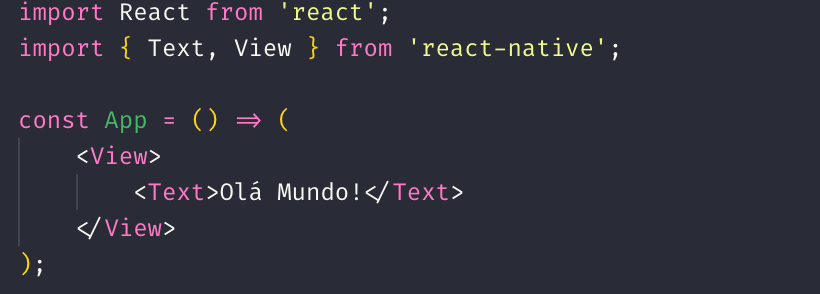 import React from 'react';
import { Text, View } from 'react-native';
const App = () => (
<View>
<Text>Olá Mundo!</Text>
</View>
);